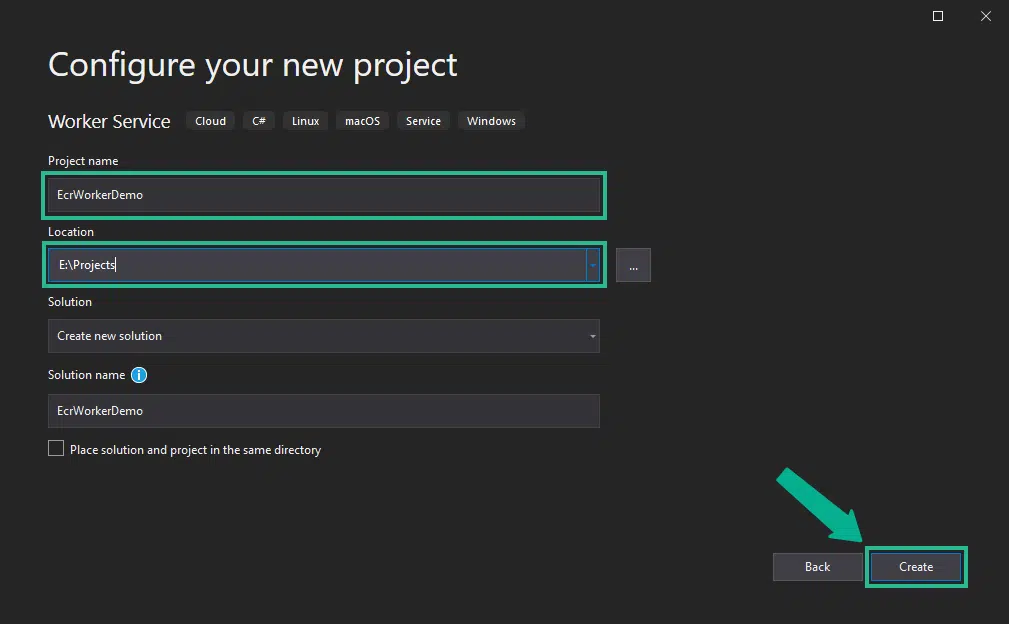 Configure your new project
Worker Service Cloud C# Linux macOS Service Windows
Project name
EcrWorkerDemo
Location
E:\Projects
...
Solution
Create new solution
Solution name
EcrWorkerDemo
Place solution and project in the same directory
Back Create